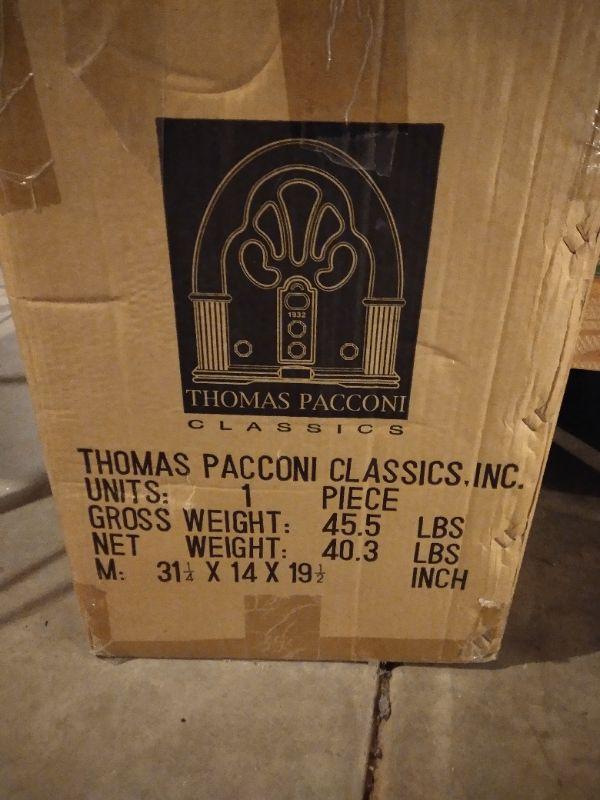 1932
THOMAS PACCONI
CLASSICS
THOMAS PACCONI CLASSICS, INC.
UNITS: 1 PIECE
GROSS WEIGHT: 45.5 LBS
NET WEIGHT: 40.3 LBS
M: 31¼ X 14 X 19½ INCH